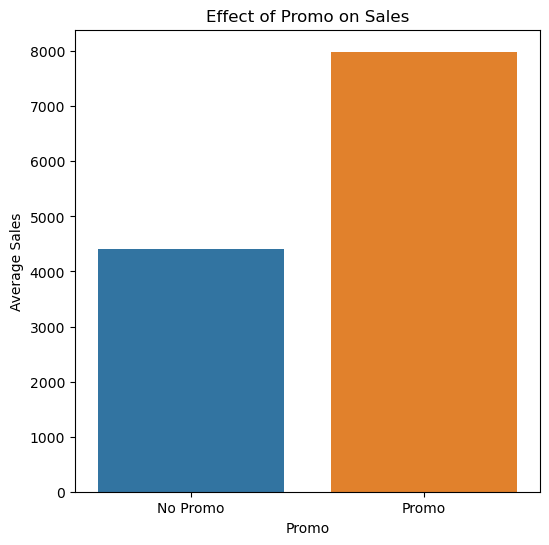 Effect of Promo on Sales
Average Sales
8000
7000
6000
5000
4000
3000
2000
1000
0
No Promo
Promo
Promo